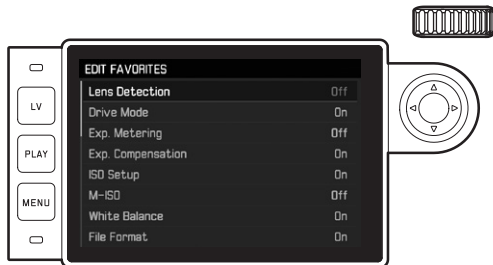 EDIT FAVORITES
Lens Detection Off
Drive Mode On
Exp. Metering Off
Exp. Compensation On
ISO Setup On
M-ISO Off
White Balance On
File Format On
LV
PLAY
MENU